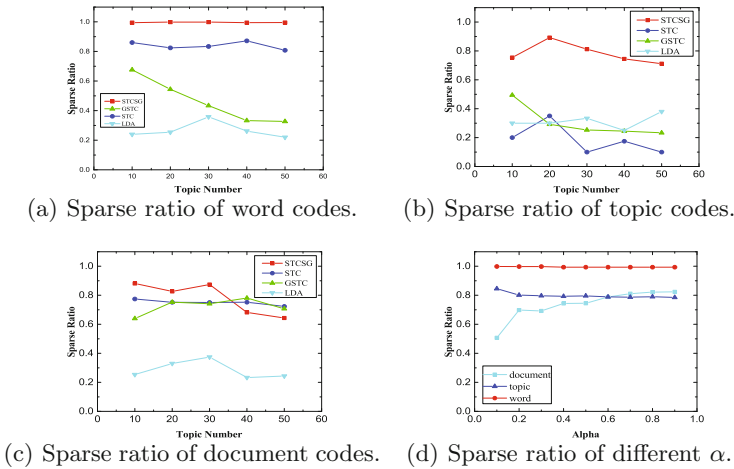 1.0
0.8
0.6
0.4
0.2
0.0
Sparse Ratio
STCSG
GSTC
STC
LDA
0 10 20 30 40 50 60
Topic Number
(a) Sparse ratio of word codes.
1.0
0.8
0.6
0.4
0.2
0.0
Sparse Ratio
STCSG
STC
GSTC
LDA
0 10 20 30 40 50 60
Topic Number
(b) Sparse ratio of topic codes.
1.0
0.8
0.6
0.4
0.2
0.0
Sparse Ratio
STCSG
STC
GSTC
LDA
0 10 20 30 40 50 60
Topic Number
(c) Sparse ratio of document codes.
1.0
0.8
0.6
0.4
0.2
0.0
Sparse Ratio
document
topic
word
0.0 0.2 0.4 0.6 0.8 1.0
Alpha
(d) Sparse ratio of different α.